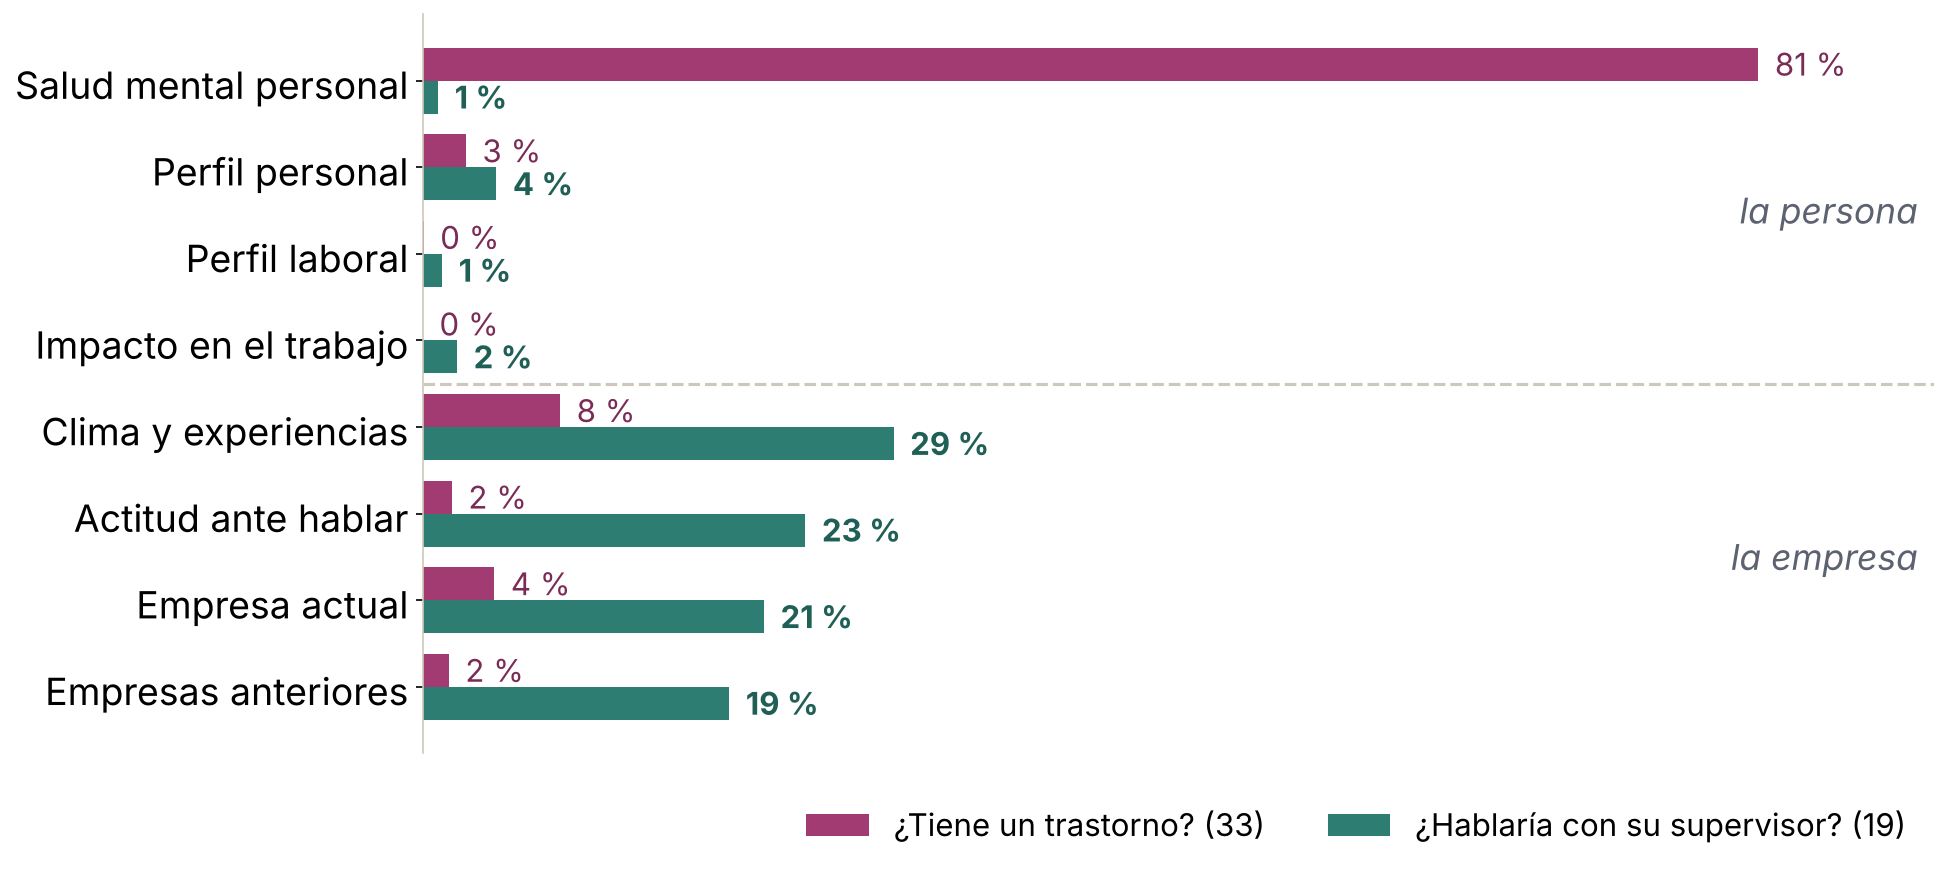 81 %
Salud mental personal
1 %
3 %
Perfil personal
4 %
la persona
0 %
Perfil laboral
1 %
0 %
Impacto en el trabajo
2 %
8 %
Clima y experiencias
29 %
2 %
Actitud ante hablar
23 %
la empresa
4 %
Empresa actual
21 %
2 %
Empresas anteriores
19 %
¿Tiene un trastorno? (33)
¿Hablaría con su supervisor? (19)